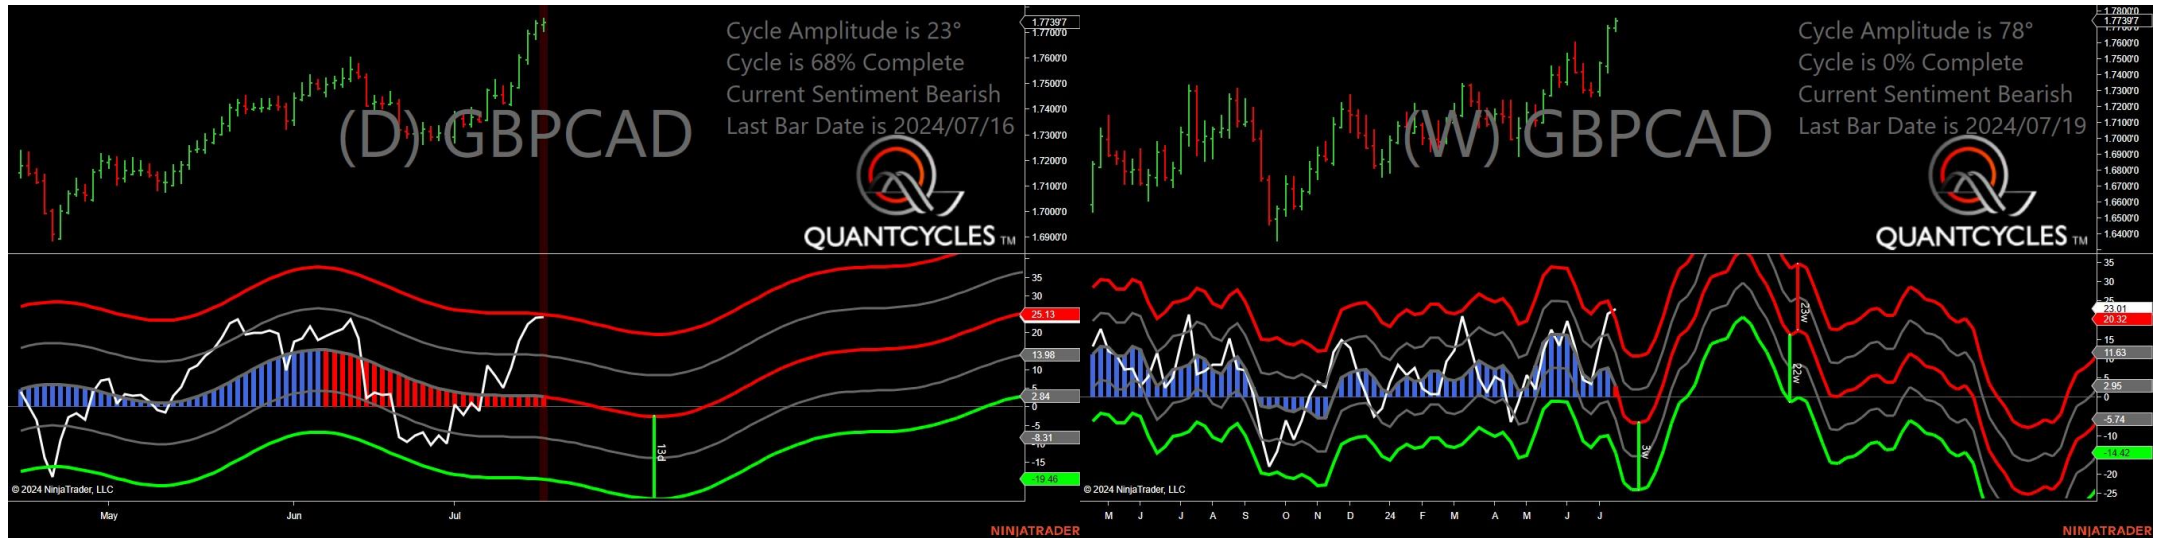 Cycle Amplitude is 23°
Cycle is 68% Complete
Current Sentiment Bearish
Last Bar Date is 2024/07/16
(D) GBPCAD
QUANTCYCLES TM
1.7739'7
1.7700'0
1.7600'0
1.7500'0
1.7400'0
1.7300'0
1.7200'0
1.7100'0
1.7000'0
1.6900'0
35
30
25.13
20
13.98
10
5
2.84
0
-5
-8.31
-15
-19.46
13d
© 2024 NinjaTrader, LLC
May
Jun
Jul
NINJATRADER
Cycle Amplitude is 78°
Cycle is 0% Complete
Current Sentiment Bearish
Last Bar Date is 2024/07/19
(W) GBPCAD
QUANTCYCLES TM
1.7800'0
1.7739'7
1.7600'0
1.7500'0
1.7400'0
1.7300'0
1.7200'0
1.7100'0
1.7000'0
1.6900'0
1.6800'0
1.6700'0
1.6600'0
1.6500'0
1.6400'0
35
30
25
23.01
20.32
15
11.63
5
2.95
0
-5.74
-10
-14.42
-20
-25
23w
22w
3w
© 2024 NinjaTrader, LLC
M J J A S O N D 24 F M A M J J
NINJATRADER